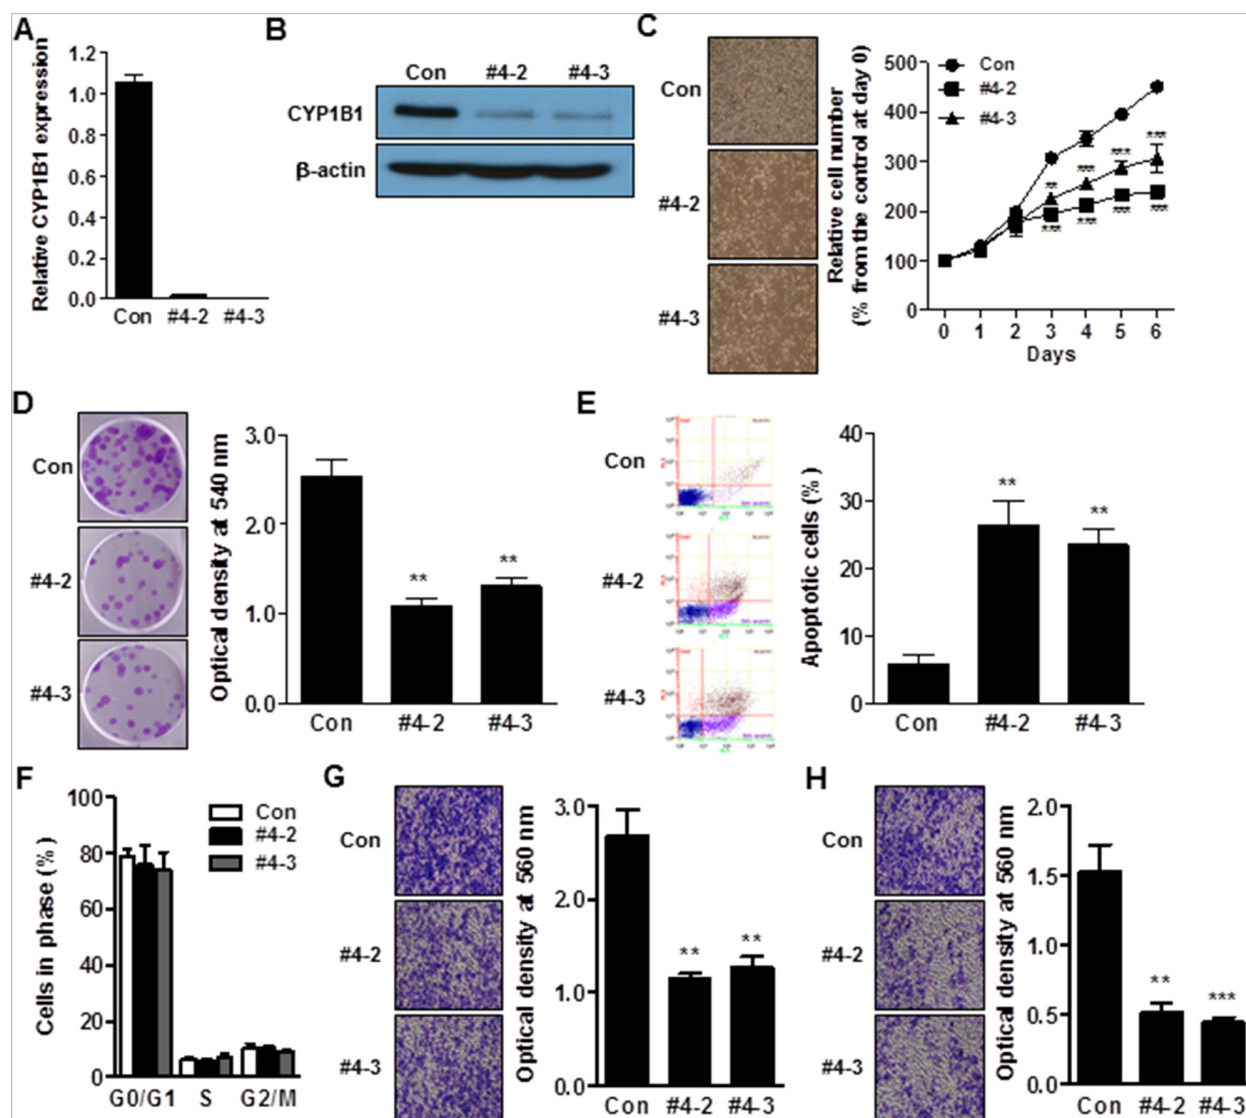 A
Relative CYP1B1 expression
1.2
1.0
0.8
0.6
0.4
0.2
0.0
Con #4-2 #4-3
B
Con #4-2 #4-3
CYP1B1
β-actin
C
Con
#4-2
#4-3
Relative cell number
(% from the control at day 0)
500
400
300
200
100
0
Con
#4-2
#4-3
** *** *** ***
*** *** *** ***
0 1 2 3 4 5 6
Days
D
Con
#4-2
#4-3
Optical density at 540 nm
3.0
2.0
1.0
0.0
** **
Con #4-2 #4-3
E
Con
#4-2
#4-3
Apoptotic cells (%)
40
30
20
10
0
** **
Con #4-2 #4-3
F
Cells in phase (%)
100
80
60
40
20
0
Con
#4-2
#4-3
G0/G1 S G2/M
G
Con
#4-2
#4-3
Optical density at 560 nm
3.0
2.0
1.0
0.0
** **
Con #4-2 #4-3
H
Con
#4-2
#4-3
Optical density at 560 nm
2.0
1.5
1.0
0.5
0.0
** ***
Con #4-2 #4-3